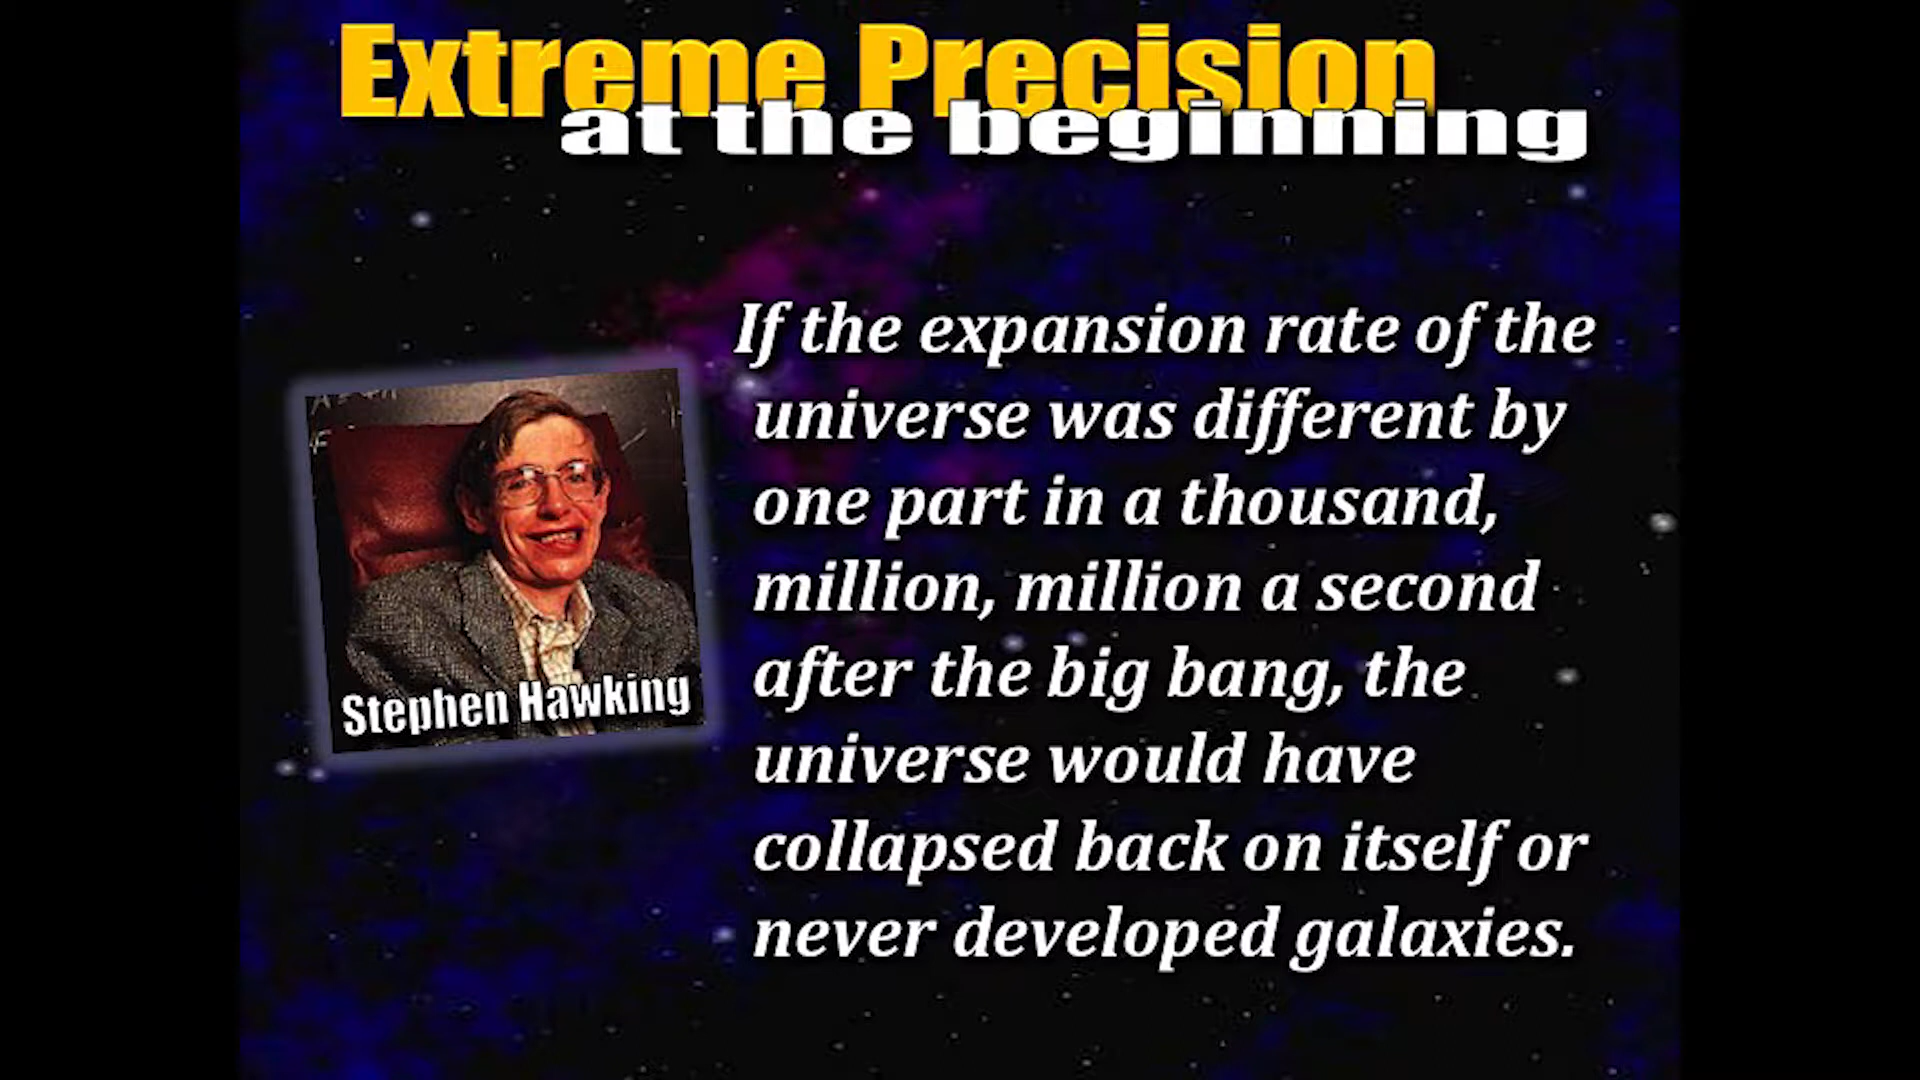 Extreme Precision
at the beginning
If the expansion rate of the
universe was different by
one part in a thousand,
million, million a second
after the big bang, the
universe would have
collapsed back on itself or
never developed galaxies.
Stephen Hawking